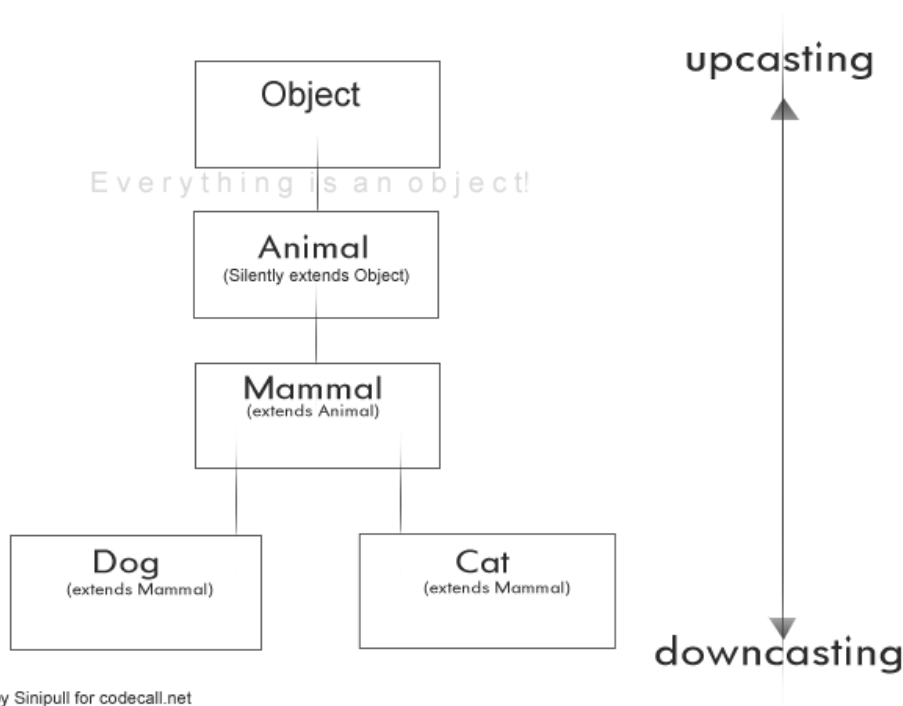 upcasting
Object
Everything is an object!
Animal
(Silently extends Object)
Mammal
(extends Animal)
Dog
(extends Mammal)
Cat
(extends Mammal)
downcasting
Sinipull for codecall.net